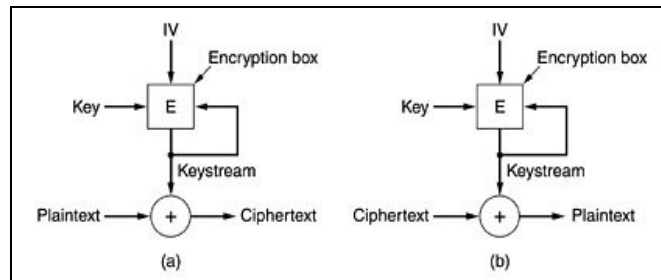 IV
Encryption box
Key
E
Keystream
Plaintext
+
Ciphertext
(a)
IV
Encryption box
Key
E
Keystream
Ciphertext
+
Plaintext
(b)